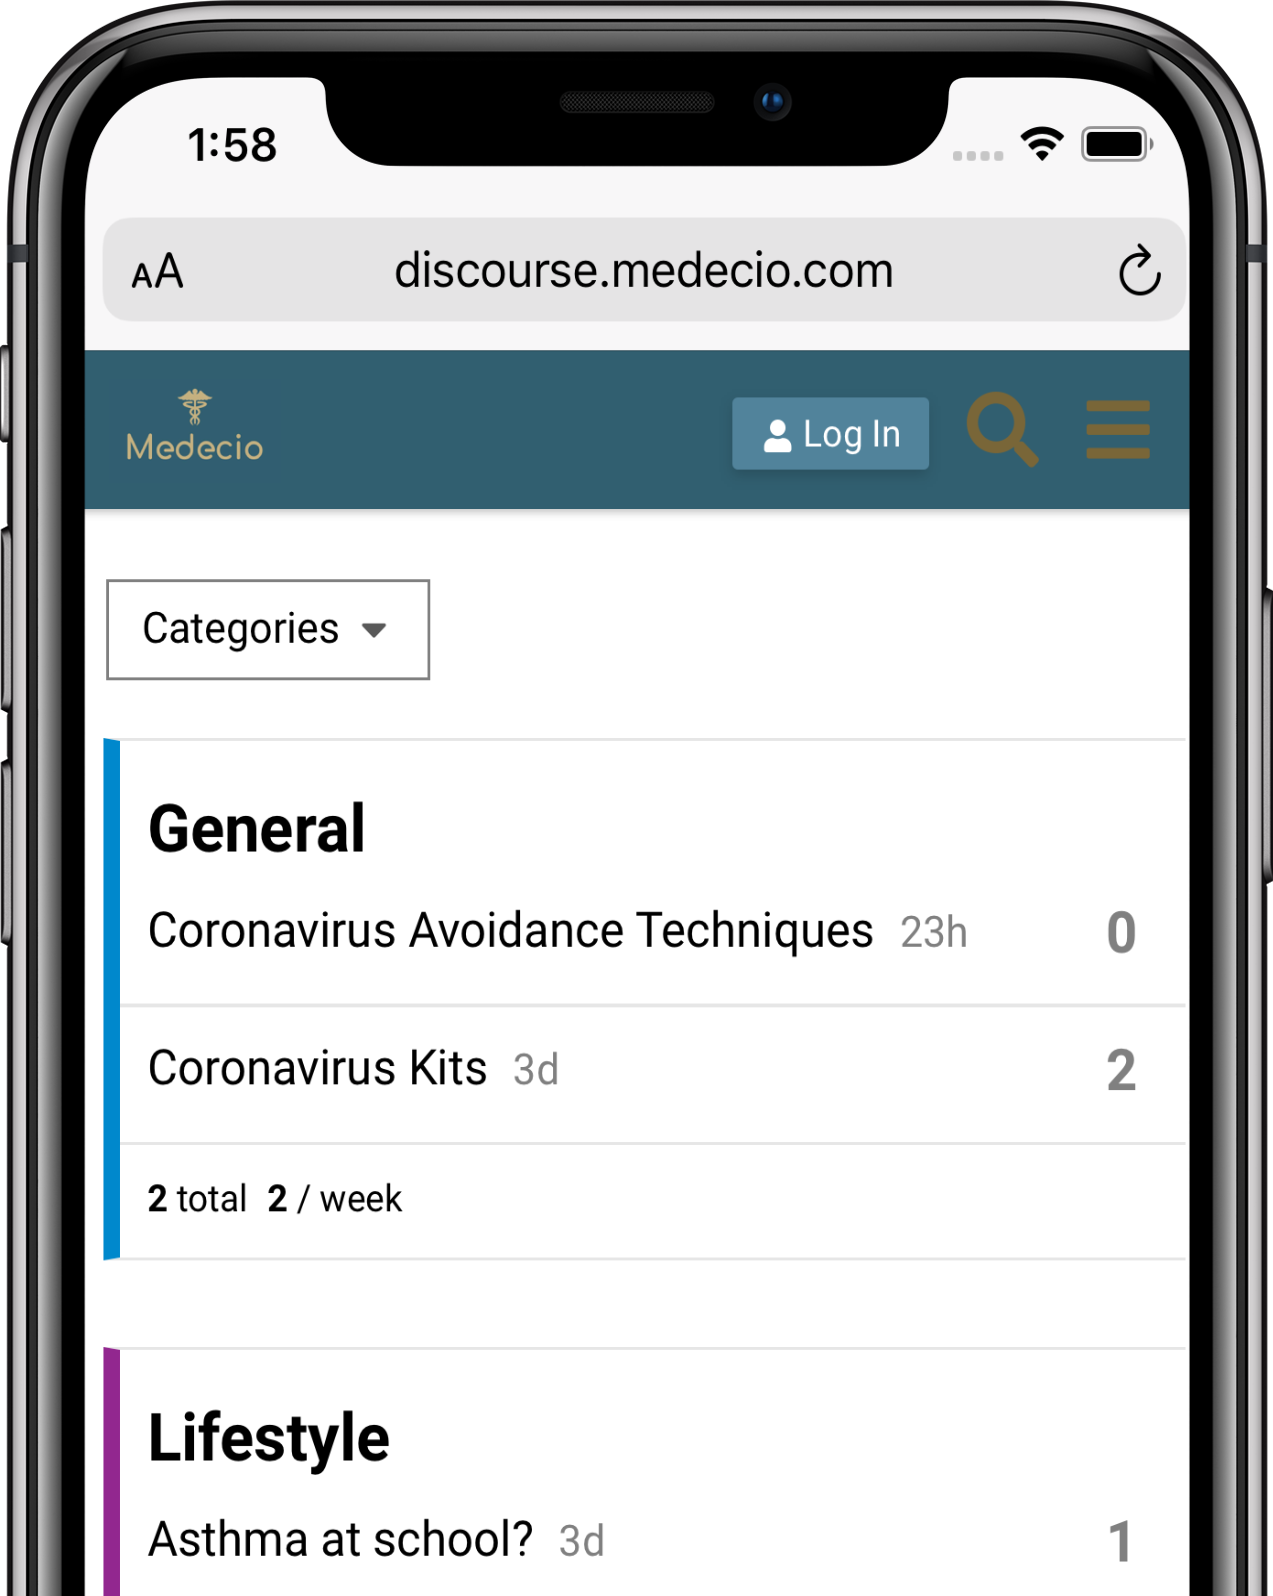 1:58
AA discourse.medecio.com
Medecio
Log In
Categories
General
Coronavirus Avoidance Techniques 23h 0
Coronavirus Kits 3d 2
2 total 2 / week
Lifestyle
Asthma at school? 3d 1